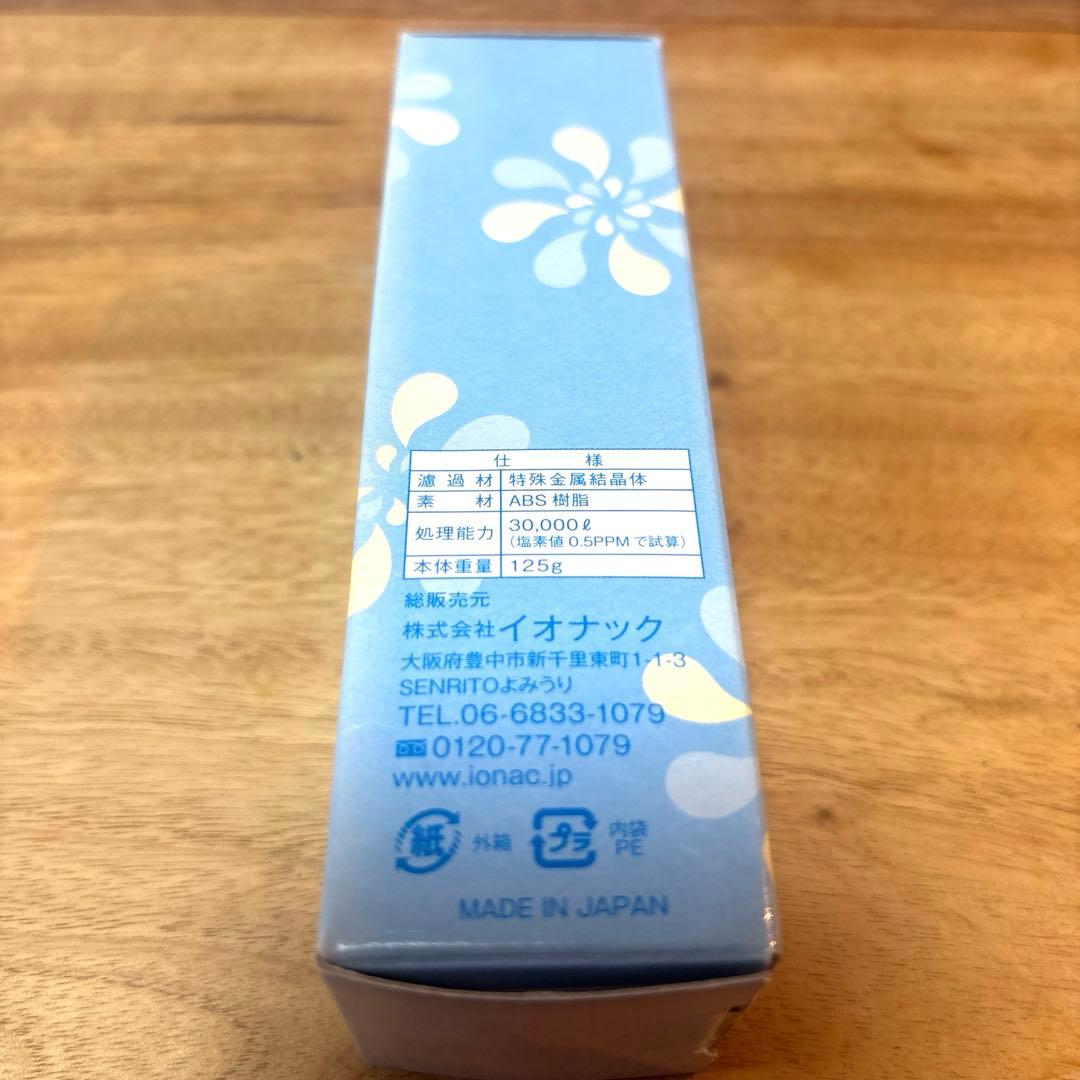 仕様
濾過材 特殊金属結晶体
素材 ABS樹脂
処理能力 30,000ℓ
(塩素値0.5PPMで試算)
本体重量 125g
総販売元
株式会社イオナック
大阪府豊中市新千里東町1-1-3
SENRITOよみうり
TEL.06-6833-1079
0120-77-1079
www.ionac.jp
紙 外箱 プラ 内袋
PE
MADE IN JAPAN